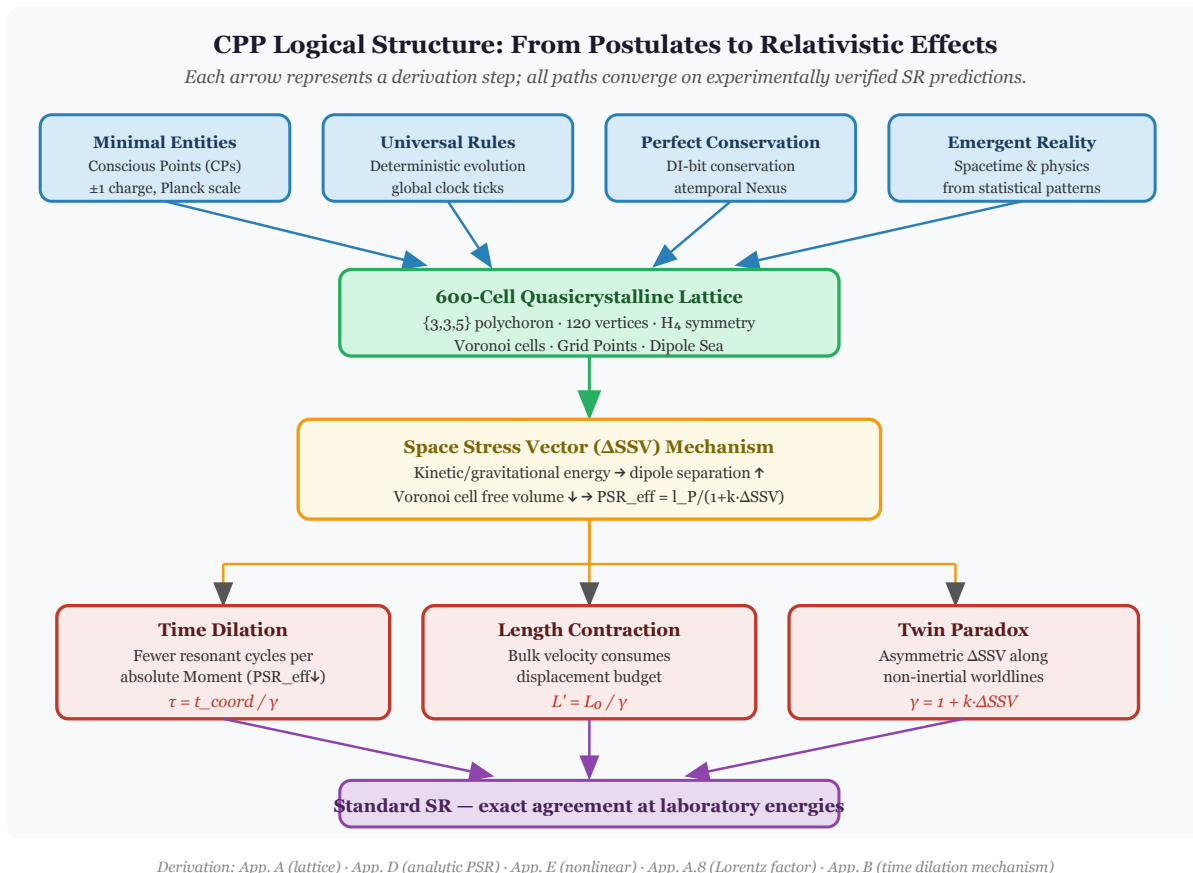 CPP Logical Structure: From Postulates to Relativistic Effects
Each arrow represents a derivation step; all paths converge on experimentally verified SR predictions.
Minimal Entities
Conscious Points (CPs)
±1 charge, Planck scale
Universal Rules
Deterministic evolution
global clock ticks
Perfect Conservation
DI-bit conservation
atemporal Nexus
Emergent Reality
Spacetime & physics
from statistical patterns
600-Cell Quasicrystalline Lattice
{3,3,5} polychoron · 120 vertices · H₄ symmetry
Voronoi cells · Grid Points · Dipole Sea
Space Stress Vector (ΔSSV) Mechanism
Kinetic/gravitational energy → dipole separation ↑
Voronoi cell free volume ↓ → PSR_eff = l_P/(1+k·ΔSSV)
Time Dilation
Fewer resonant cycles per
absolute Moment (PSR_eff↓)
τ = t_coord / γ
Length Contraction
Bulk velocity consumes
displacement budget
L' = L₀ / γ
Twin Paradox
Asymmetric ΔSSV along
non-inertial worldlines
γ = 1 + k·ΔSSV
Standard SR — exact agreement at laboratory energies
Derivation: App. A (lattice) · App. D (analytic PSR) · App. E (nonlinear) · App. A.8 (Lorentz factor) · App. B (time dilation mechanism)